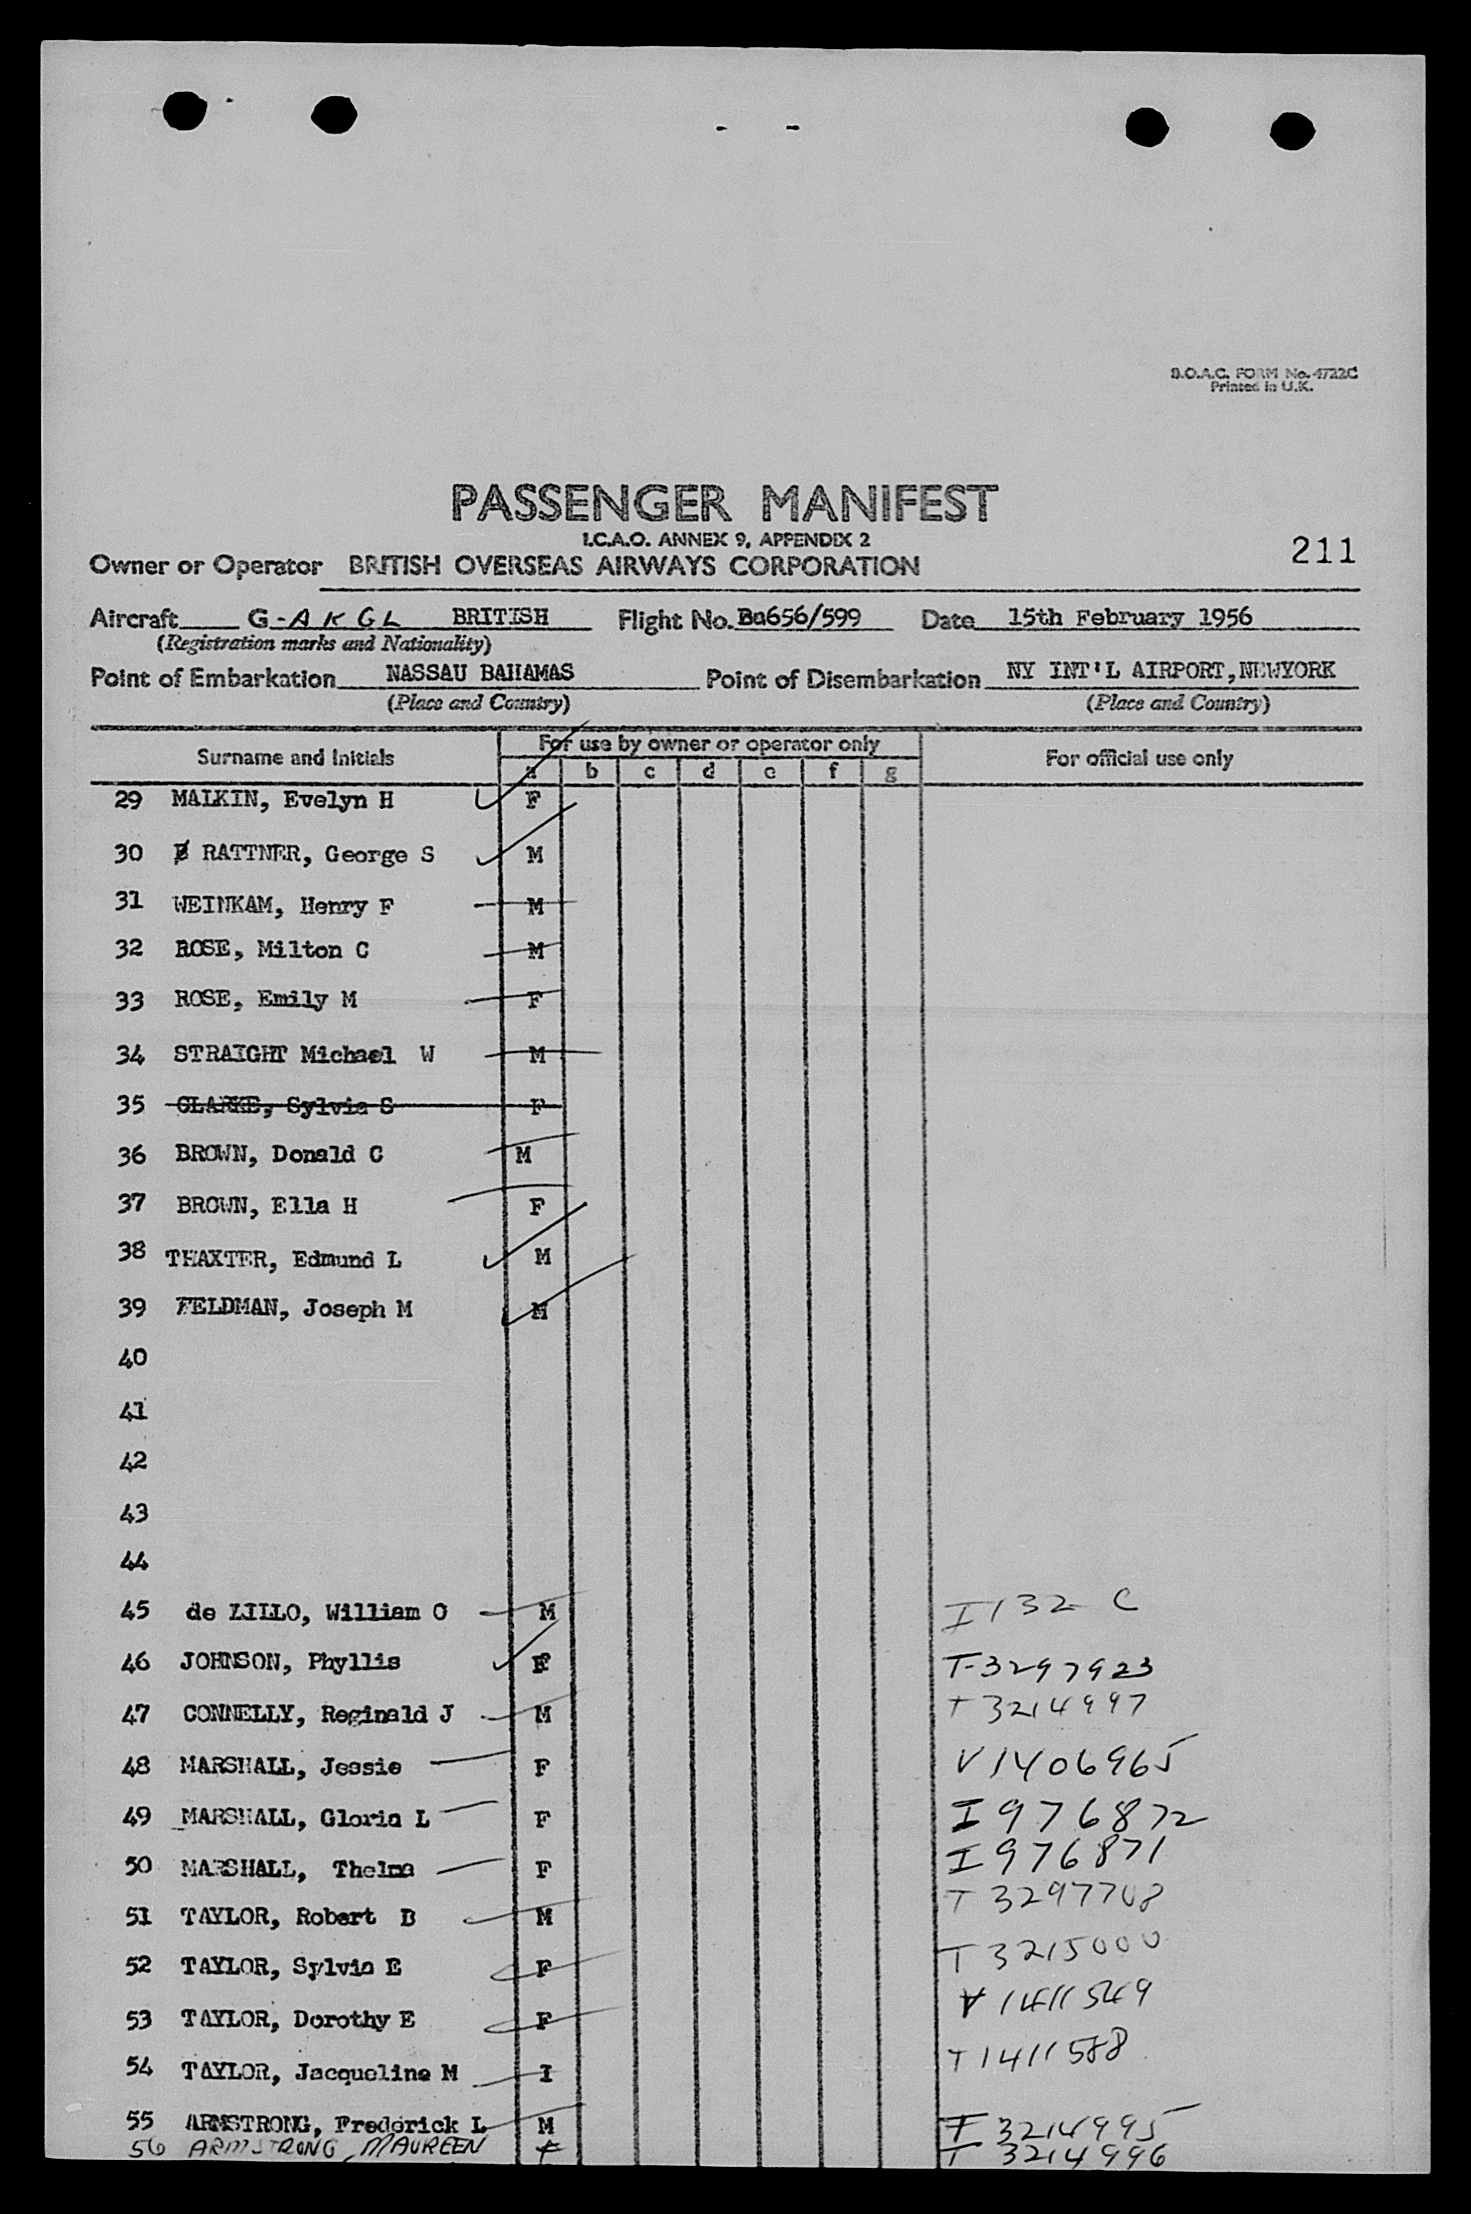 B.O.A.C. FORM No. 4722C
Printed in U.K.
PASSENGER MANIFEST
I.C.A.O. ANNEX 9, APPENDIX 2
211
Owner or Operator BRITISH OVERSEAS AIRWAYS CORPORATION
Aircraft G-AKGL BRITISH Flight No. Ba656/599 Date 15th February 1956
(Registration marks and Nationality)
Point of Embarkation NASSAU BAHAMAS Point of Disembarkation NY INT'L AIRPORT, NEWYORK
(Place and Country) (Place and Country)
Surname and Initials For use by owner or operator only For official use only
a b c d e f g
29 MALKIN, Evelyn H F
30 RATTNER, George S M
31 WEINKAM, Henry F M
32 ROSE, Milton C M
33 ROSE, Emily M F
34 STRAIGHT Michael W M
35 CLARKE, Sylvia S F
36 BROWN, Donald C M
37 BROWN, Ella H F
38 THAXTER, Edmund L M
39 FELDMAN, Joseph M M
40
41
42
43
44
45 de LILLO, William O M I132 C
46 JOHNSON, Phyllis F T-3297923
47 CONNELLY, Reginald J M T 3214997
48 MARSHALL, Jessie F V1406965
49 MARSHALL, Gloria L F I976872
50 MARSHALL, Thelma F I976871
51 TAYLOR, Robert B M T 3297708
52 TAYLOR, Sylvia E F T 3215000
53 TAYLOR, Dorothy E F V 1411549
54 TAYLOR, Jacqueline M I T1411588
55 ARMSTRONG, Frederick L M T 3214995
56 ARMSTRONG, MAUREEN F T 3214996